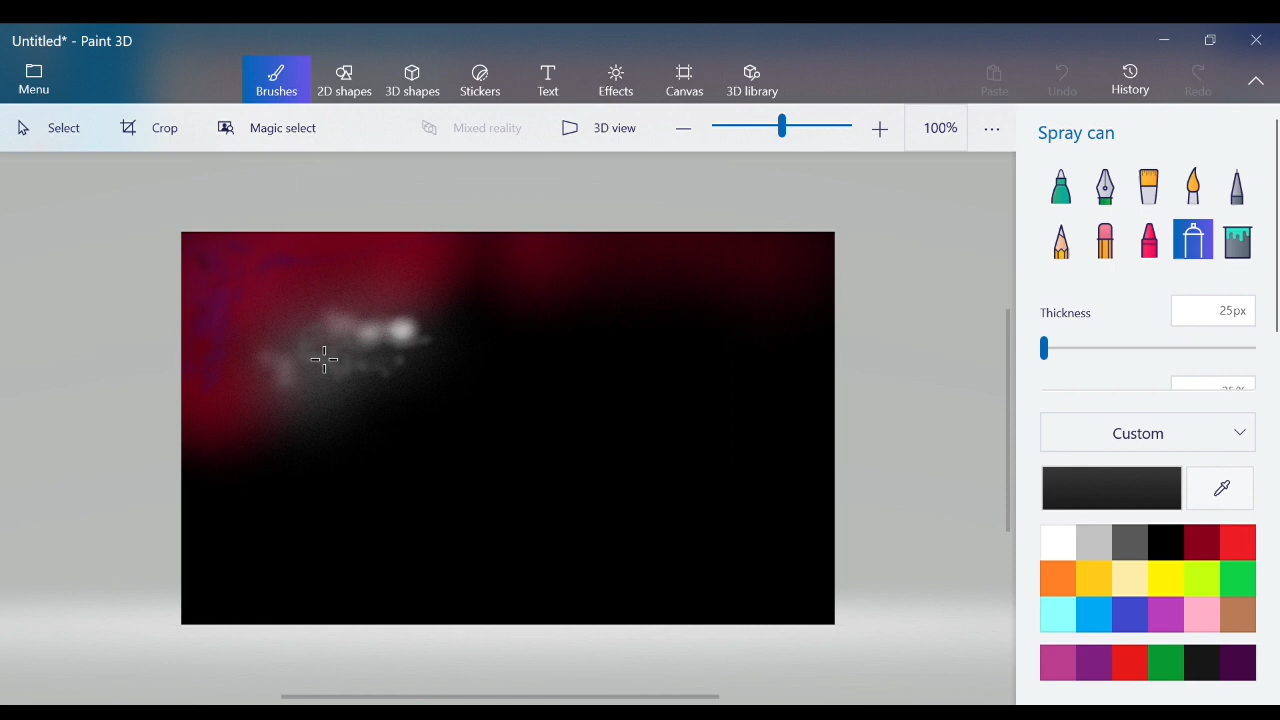 Untitled* - Paint 3D
Menu
Brushes
2D shapes
3D shapes
Stickers
Text
Effects
Canvas
3D library
Paste
Undo
History
Redo
Select
Crop
Magic select
Mixed reality
3D view
100%
Spray can
Thickness
25px
Custom